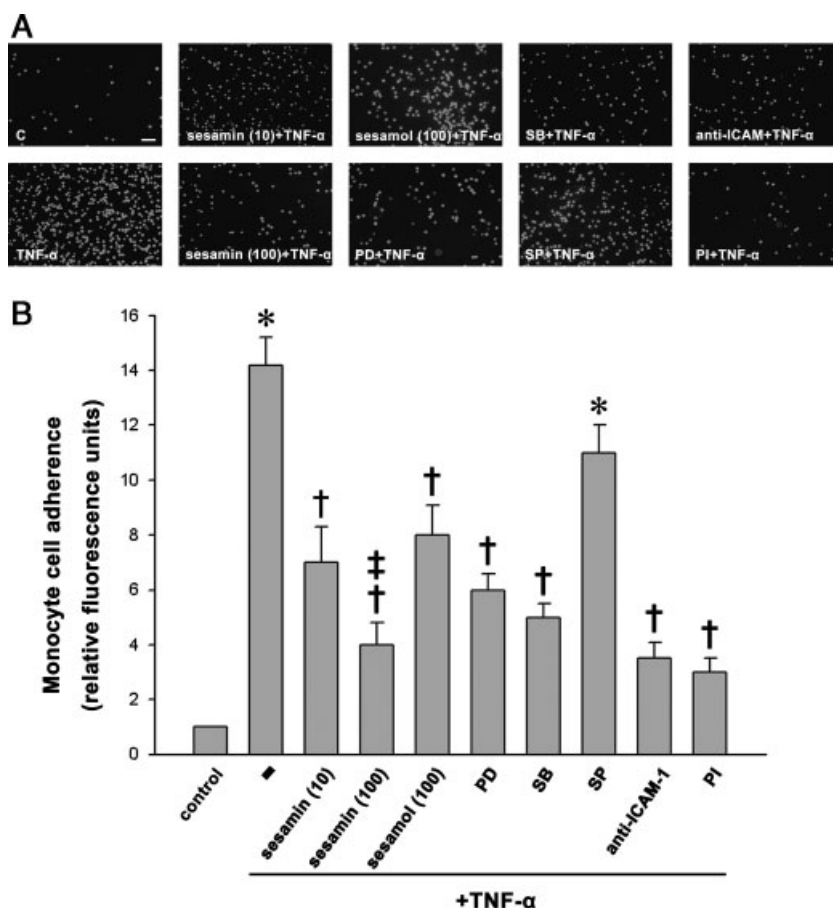 A
C
sesamin (10)+TNF-α
sesamol (100)+TNF-α
SB+TNF-α
anti-ICAM+TNF-α
TNF-α
sesamin (100)+TNF-α
PD+TNF-α
SP+TNF-α
PI+TNF-α
B
Monocyte cell adherence
(relative fluorescence units)
16
14
12
10
8
6
4
2
0
*
†
‡
†
†
†
†
*
†
†
control
-
sesamin (10)
sesamin (100)
sesamol (100)
PD
SB
SP
anti-ICAM-1
PI
+TNF-α